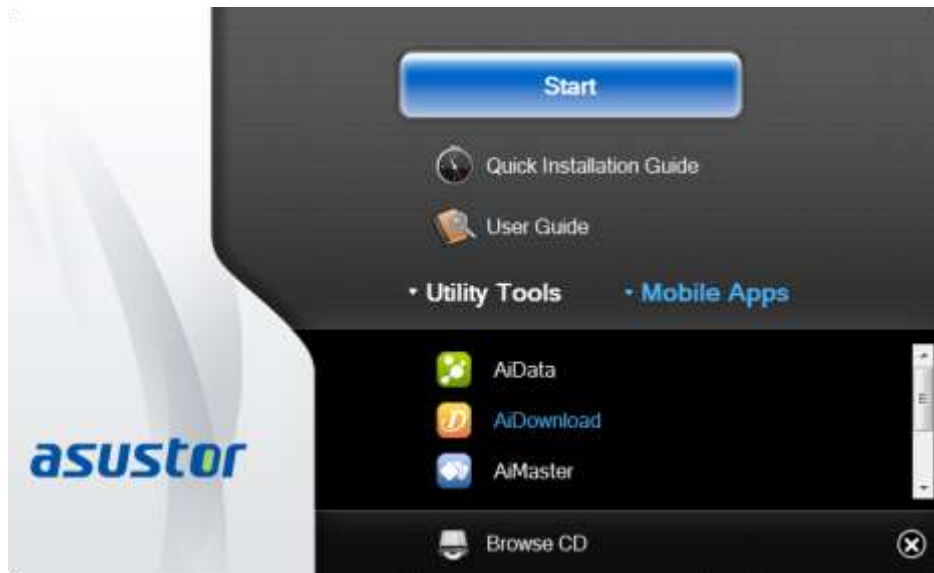 Start
Quick Installation Guide
User Guide
Utility Tools
Mobile Apps
AiData
AiDownload
AiMaster
asustor
Browse CD